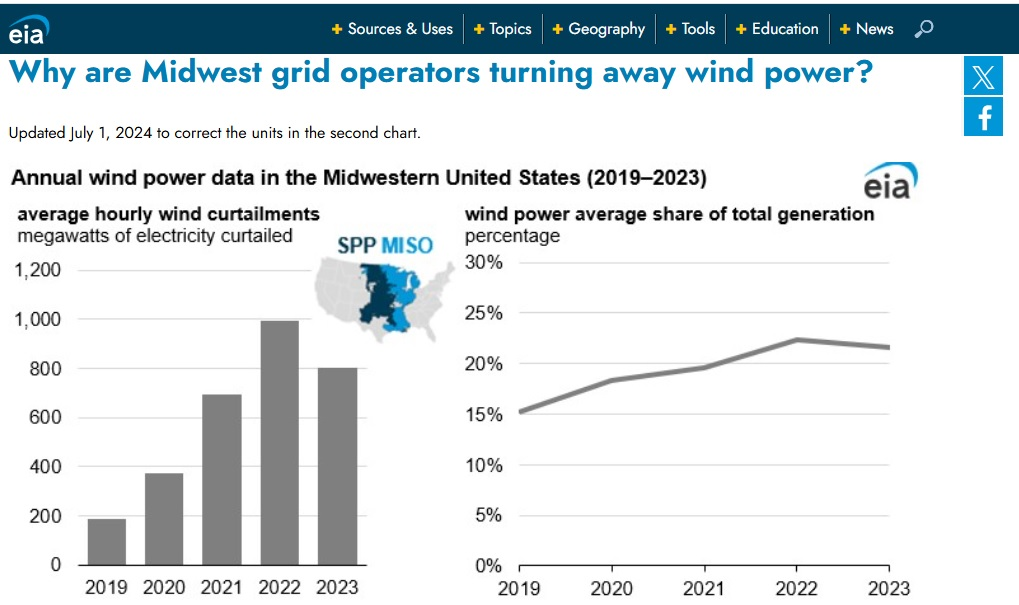 eia
+ Sources & Uses
+ Topics
+ Geography
+ Tools
+ Education
+ News
Why are Midwest grid operators turning away wind power?
Updated July 1, 2024 to correct the units in the second chart.
Annual wind power data in the Midwestern United States (2019–2023)
eia
average hourly wind curtailments
megawatts of electricity curtailed
SPP MISO
1,200
1,000
800
600
400
200
0
2019 2020 2021 2022 2023
wind power average share of total generation
percentage
30%
25%
20%
15%
10%
5%
0%
2019 2020 2021 2022 2023